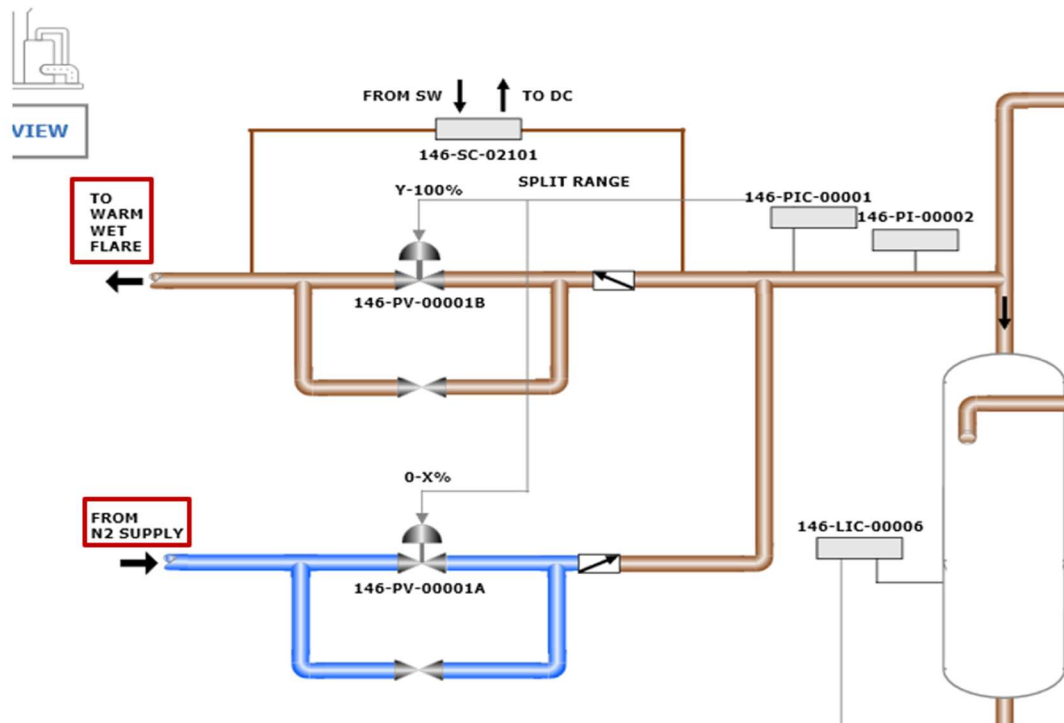 FROM SW
TO DC
VIEW
146-SC-02101
TO
WARM
WET
FLARE
Y-100%
SPLIT RANGE
146-PIC-00001
146-PI-00002
146-PV-00001B
0-X%
FROM
N2 SUPPLY
146-LIC-00006
146-PV-00001A